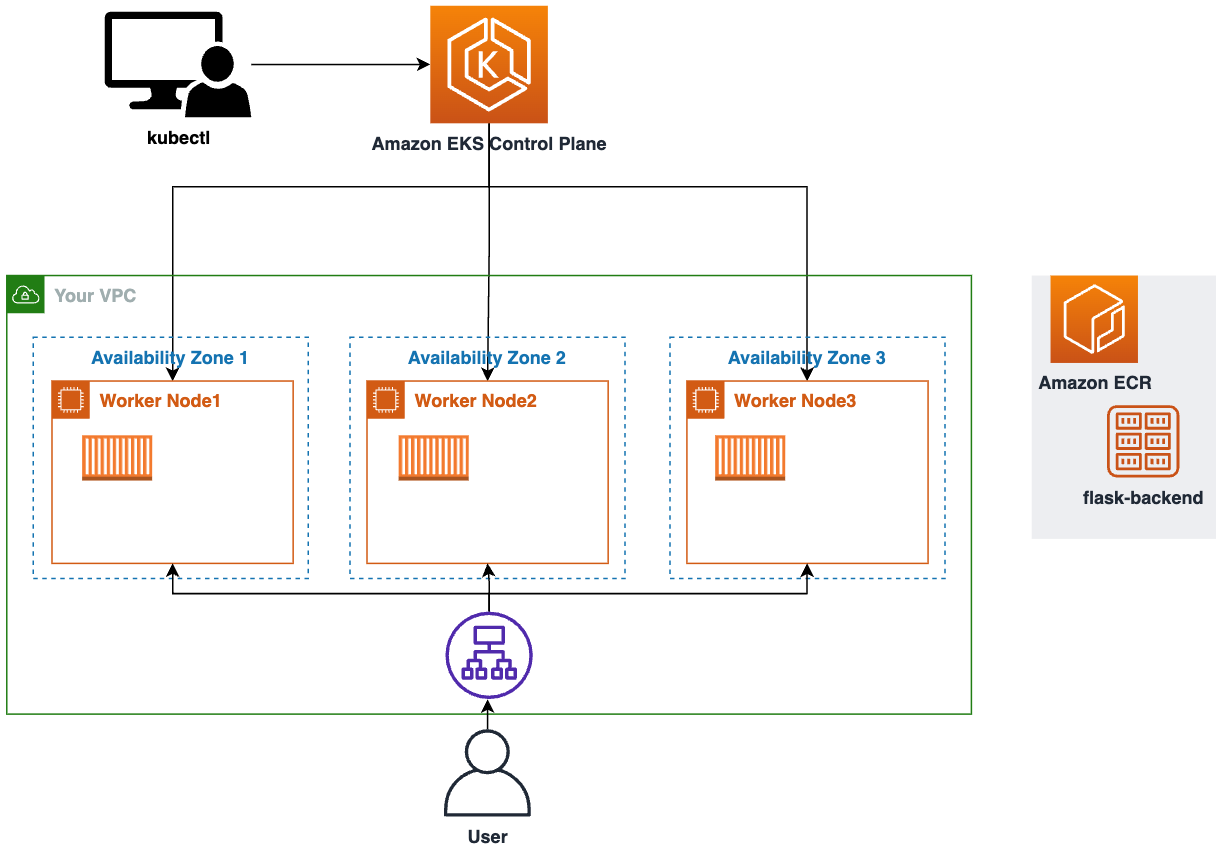 kubectl
K
Amazon EKS Control Plane
Your VPC
Availability Zone 1
Availability Zone 2
Availability Zone 3
Worker Node1
Worker Node2
Worker Node3
Amazon ECR
flask-backend
User